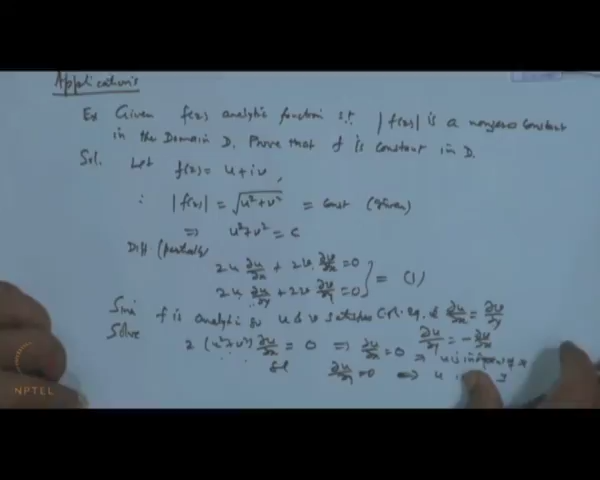 Applications
Ex Given f(z) analytic function s.t. |f(z)| is a nonzero constant
in the Domain D. Prove that f is constant in D.
Sol. Let f(z) = u + iv,
∴ |f(z)| = √(u²+v²) = const (given)
⇒ u²+v² = c
Diff (partially
2u ∂u/∂x + 2v ∂v/∂x = 0
2u ∂u/∂y + 2v ∂v/∂y = 0 } = (1)
f is analytic so u & v satisfies C.R. eq. ∂u/∂x = ∂v/∂y
Solve ∂u/∂y = -∂v/∂x
2 (u²+v²) ∂u/∂x = 0 ⇒ ∂u/∂x = 0 ⇒ u is indep of x
∂u/∂y = 0 ⇒ u y
NPTEL